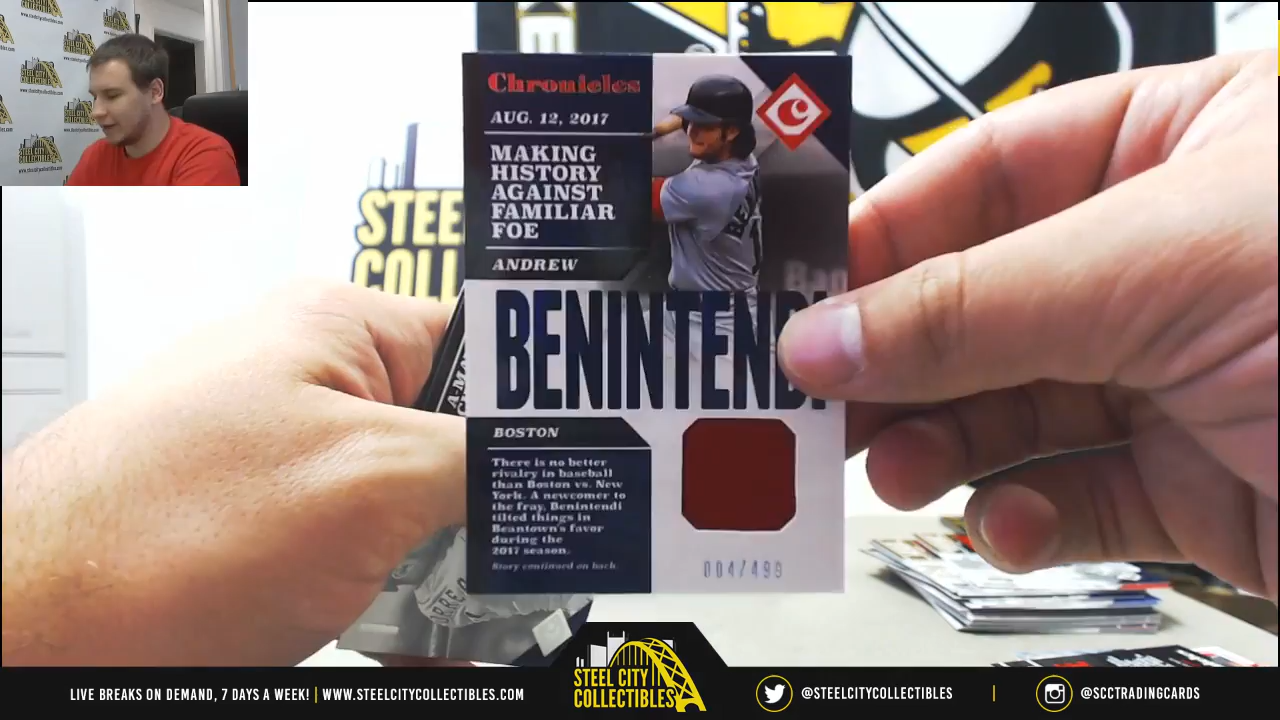 Chronicles
AUG. 12, 2017
MAKING
HISTORY
AGAINST
FAMILIAR
FOE
ANDREW
BENINTENDI
BOSTON
There is no better
rivalry in baseball
than Boston vs. New
York. A newcomer to
the fray, Benintendi
tilted things in
Beantown's favor
during the
2017 season.
Story continued on back.
004/499
STEE
COLL
LIVE BREAKS ON DEMAND, 7 DAYS A WEEK! | WWW.STEELCITYCOLLECTIBLES.COM
STEEL CITY
COLLECTIBLES
@STEELCITYCOLLECTIBLES | @SCCTRADINGCARDS